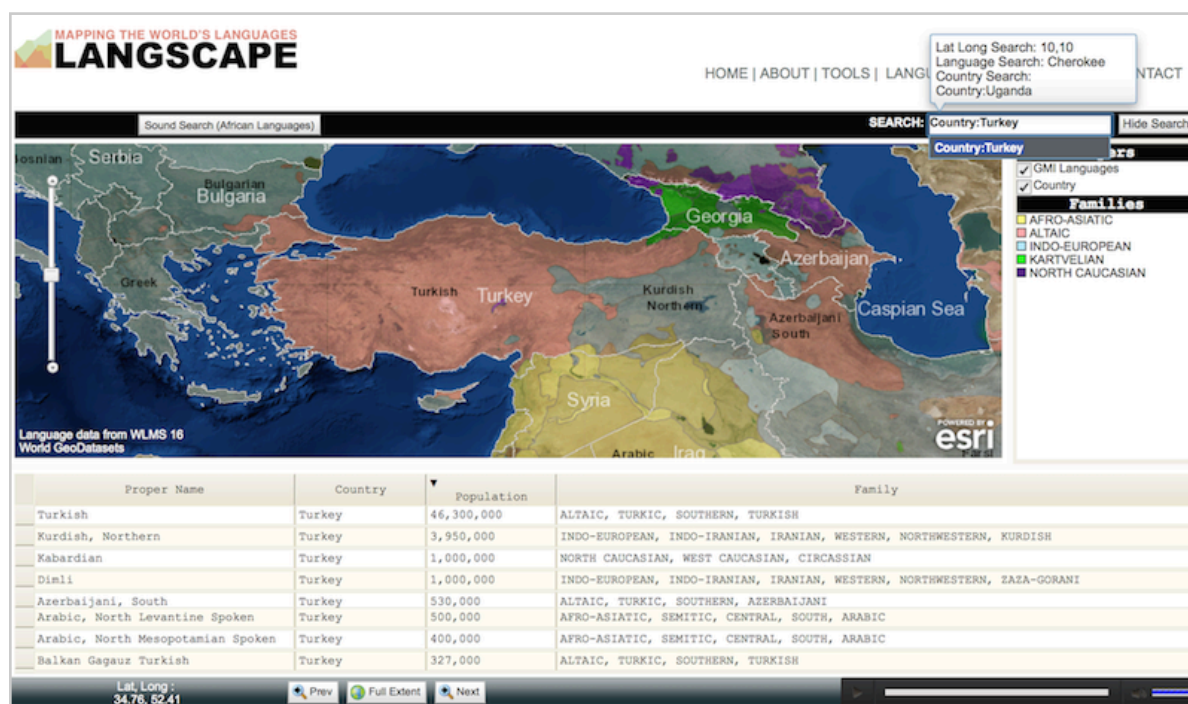 MAPPING THE WORLD'S LANGUAGES
LANGSCAPE
HOME | ABOUT | TOOLS | LANGU
NTACT
Lat Long Search: 10,10
Language Search: Cherokee
Country Search:
Country:Uganda
Sound Search (African Languages)
SEARCH: Country:Turkey
Hide Search
Country:Turkey
ers
GMI Languages
Country
Families
AFRO-ASIATIC
ALTAIC
INDO-EUROPEAN
KARTVELIAN
NORTH CAUCASIAN
osnian
Serbia
Bulgarian
Bulgaria
Georgia
Azerbaijan
Greek
Turkish
Turkey
Kurdish
Northern
Azerbaijani
South
Caspian Sea
Syria
Arabic
Iraq
Farsi
Language data from WLMS 16
World GeoDatasets
POWERED BY
esri
Proper Name Country Population Family
Turkish Turkey 46,300,000 ALTAIC, TURKIC, SOUTHERN, TURKISH
Kurdish, Northern Turkey 3,950,000 INDO-EUROPEAN, INDO-IRANIAN, IRANIAN, WESTERN, NORTHWESTERN, KURDISH
Kabardian Turkey 1,000,000 NORTH CAUCASIAN, WEST CAUCASIAN, CIRCASSIAN
Dimli Turkey 1,000,000 INDO-EUROPEAN, INDO-IRANIAN, IRANIAN, WESTERN, NORTHWESTERN, ZAZA-GORANI
Azerbaijani, South Turkey 530,000 ALTAIC, TURKIC, SOUTHERN, AZERBAIJANI
Arabic, North Levantine Spoken Turkey 500,000 AFRO-ASIATIC, SEMITIC, CENTRAL, SOUTH, ARABIC
Arabic, North Mesopotamian Spoken Turkey 400,000 AFRO-ASIATIC, SEMITIC, CENTRAL, SOUTH, ARABIC
Balkan Gagauz Turkish Turkey 327,000 ALTAIC, TURKIC, SOUTHERN, TURKISH
Lat, Long :
34.76, 52.41
Prev Full Extent Next